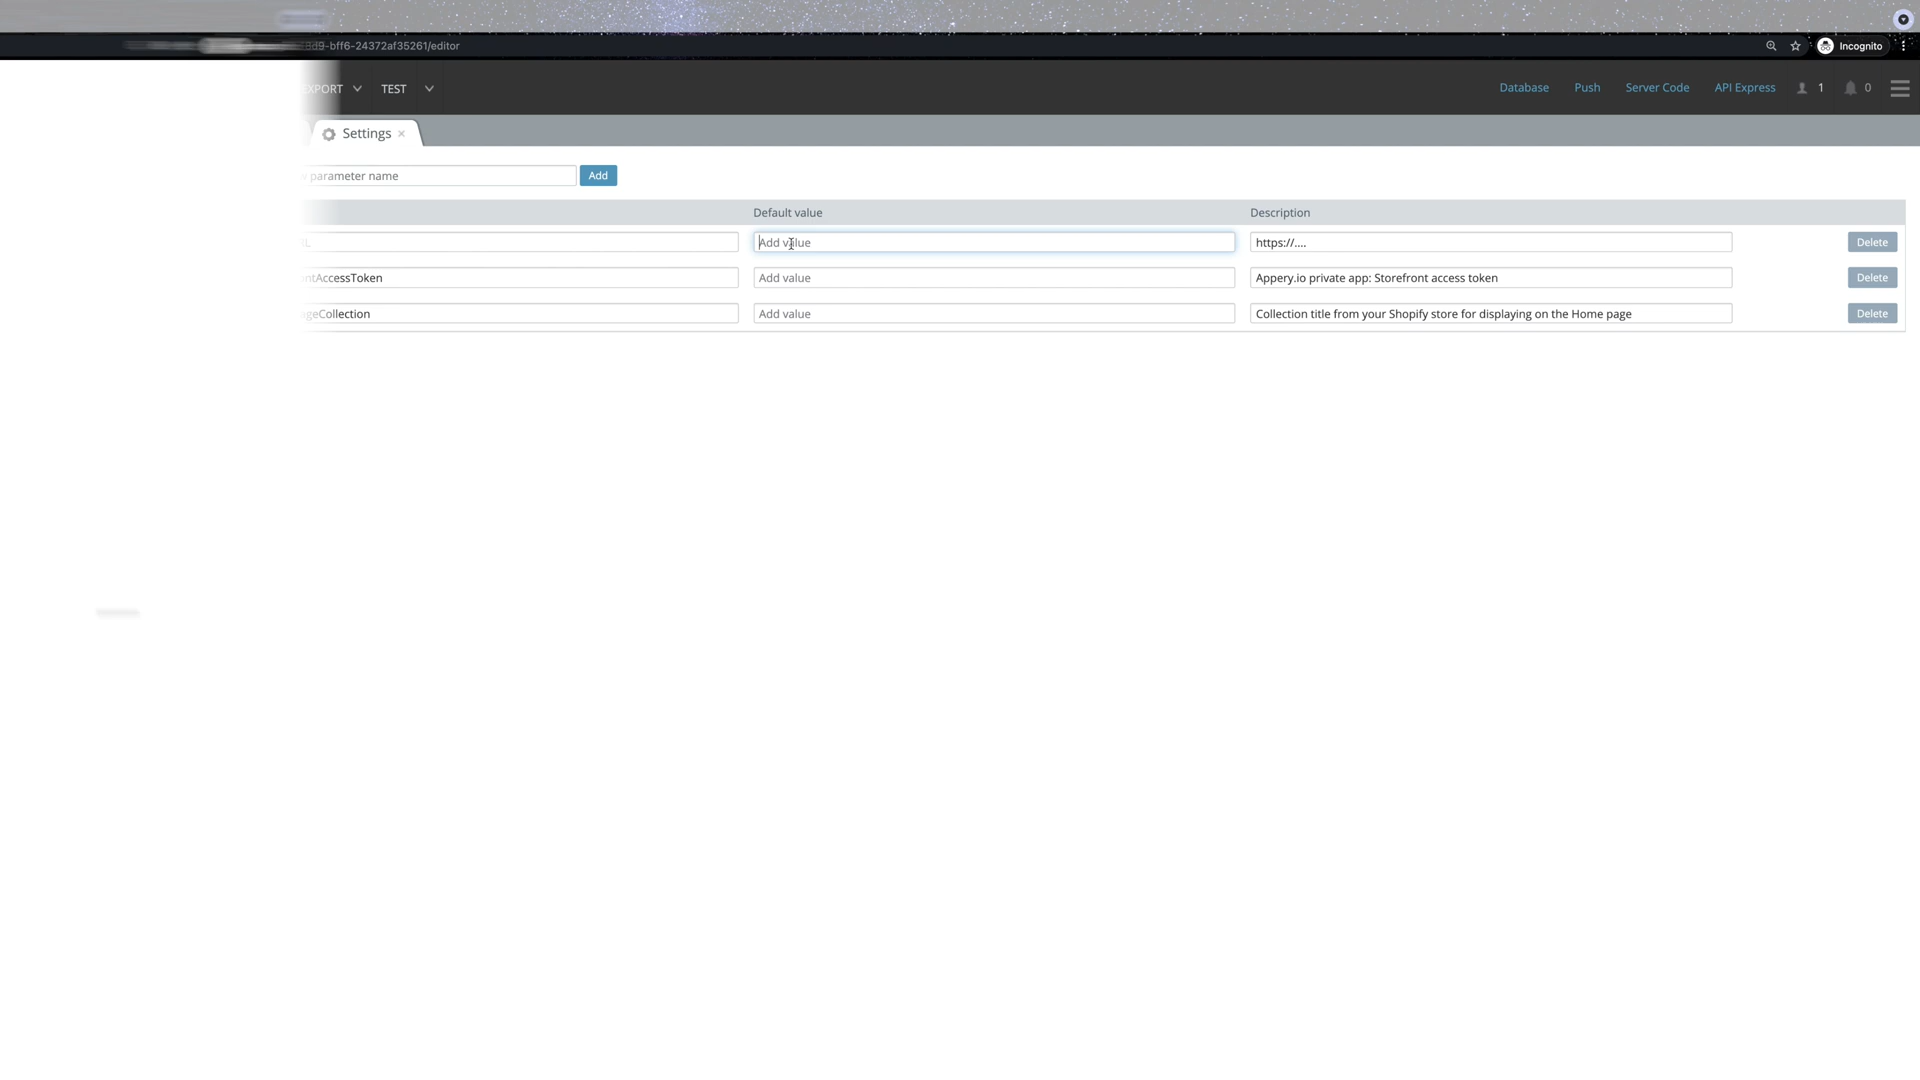 -bff6-24372af35261/editor
Incognito
EXPORT
TEST
Database
Push
Server Code
API Express
1
0
Settings
parameter name
Add
Default value
Description
Add value
https://....
Delete
ntAccessToken
Add value
Appery.io private app: Storefront access token
Delete
geCollection
Add value
Collection title from your Shopify store for displaying on the Home page
Delete